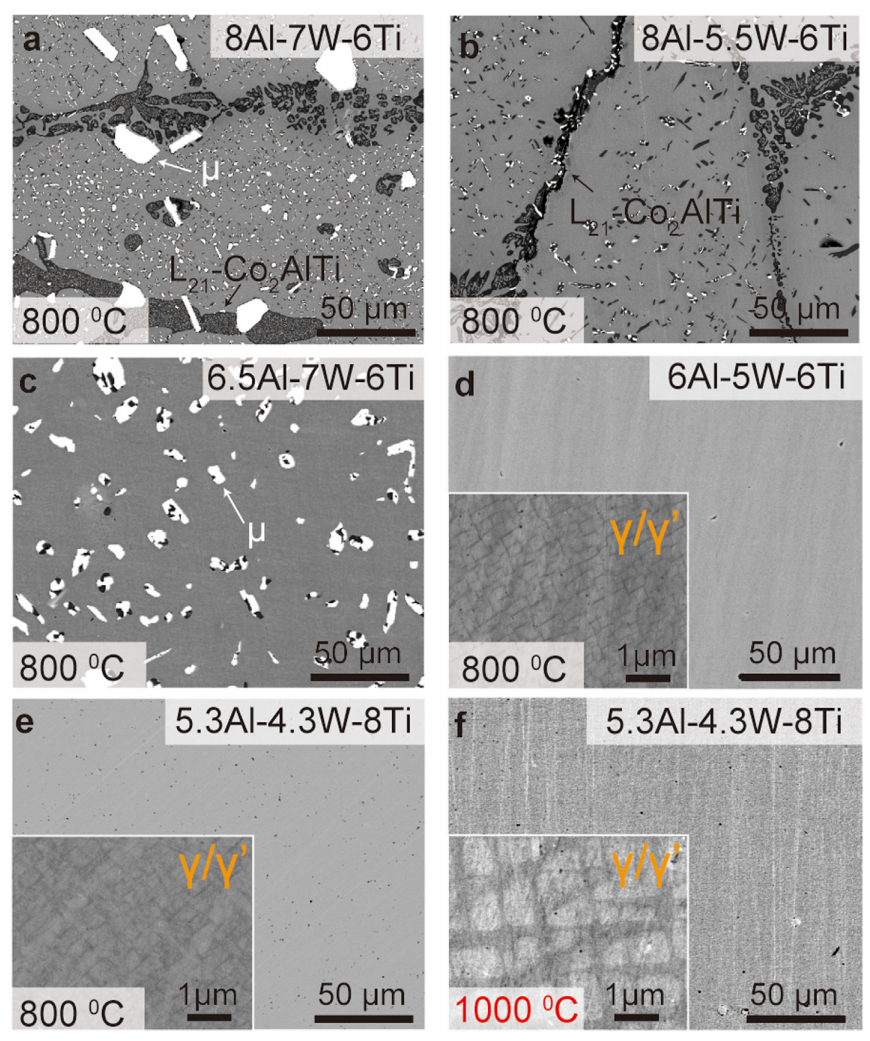 a
8Al-7W-6Ti
μ
L₂₁-Co₂AlTi
800 ⁰C
50 μm
b
8Al-5.5W-6Ti
L₂₁-Co₂AlTi
800 ⁰C
50 μm
c
6.5Al-7W-6Ti
μ
800 ⁰C
50 μm
d
6Al-5W-6Ti
γ/γ’
800 ⁰C
1μm
50 μm
e
5.3Al-4.3W-8Ti
γ/γ’
800 ⁰C
1μm
50 μm
f
5.3Al-4.3W-8Ti
γ/γ’
1000 ⁰C
1μm
50 μm